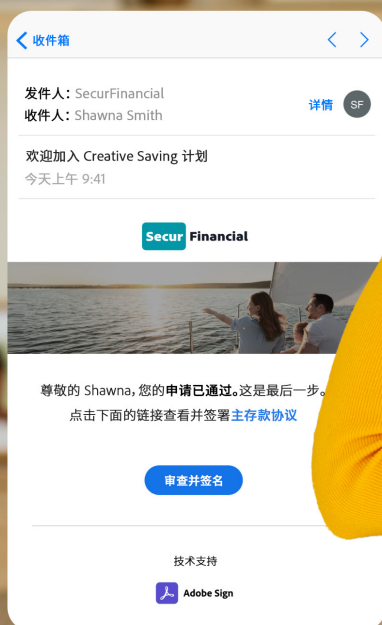 收件箱
发件人: SecurFinancial
详情
SF
收件人: Shawna Smith
欢迎加入 Creative Saving 计划
今天上午 9:41
Secur Financial
尊敬的 Shawna, 您的申请已通过。这是最后一步。
点击下面的链接查看并签署主存款协议
审查并签名
技术支持
Adobe Sign